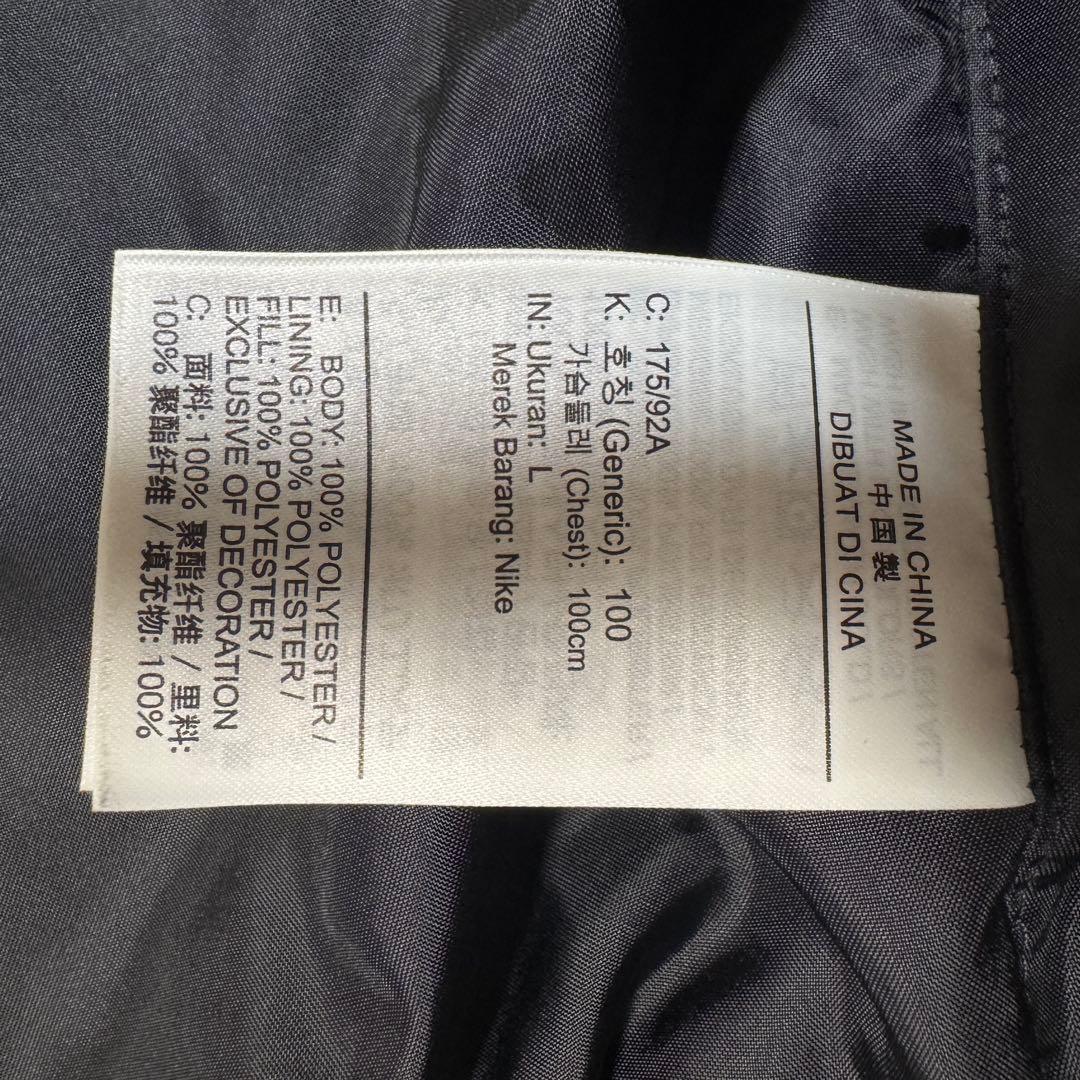 MADE IN CHINA
中国製
DIBUAT DI CINA
C: 175/92A
K: 호칭 (Generic): 100
가슴둘레 (Chest): 100cm
IN: Ukuran: L
Merek Barang: Nike
E: BODY: 100% POLYESTER /
LINING: 100% POLYESTER /
FILL: 100% POLYESTER /
EXCLUSIVE OF DECORATION
C: 面料: 100% 聚酯纤维 / 里料:
100% 聚酯纤维 / 填充物: 100%